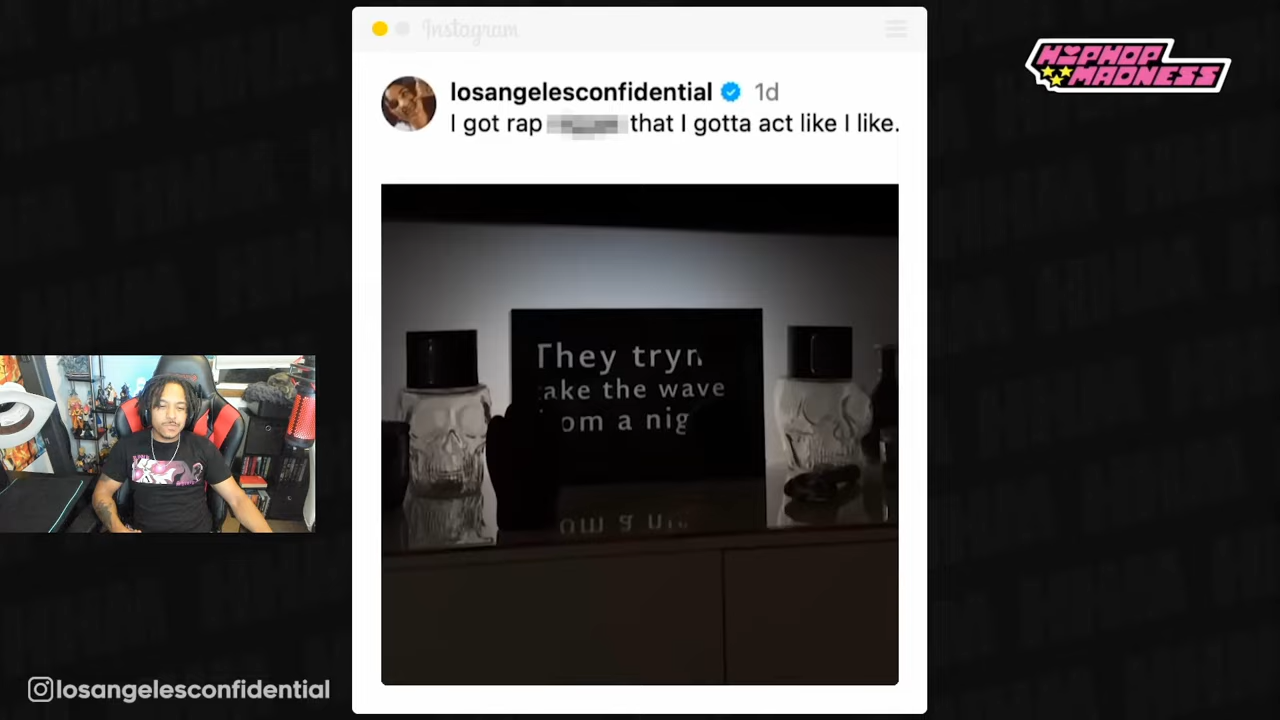 Instagram
HIPHOP
MADNESS
losangelesconfidential 1d
I got rap that I gotta act like I like.
They tryn
ake the wave
om a nig
losangelesconfidential